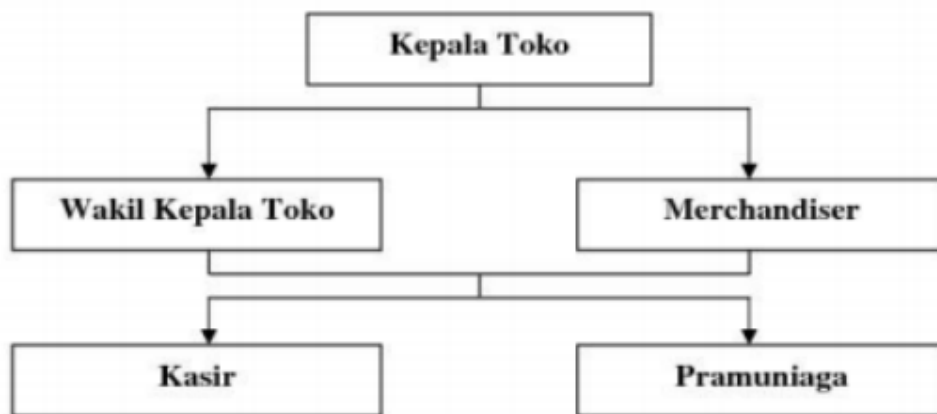 Kepala Toko
Wakil Kepala Toko
Merchandiser
Kasir
Pramuniaga